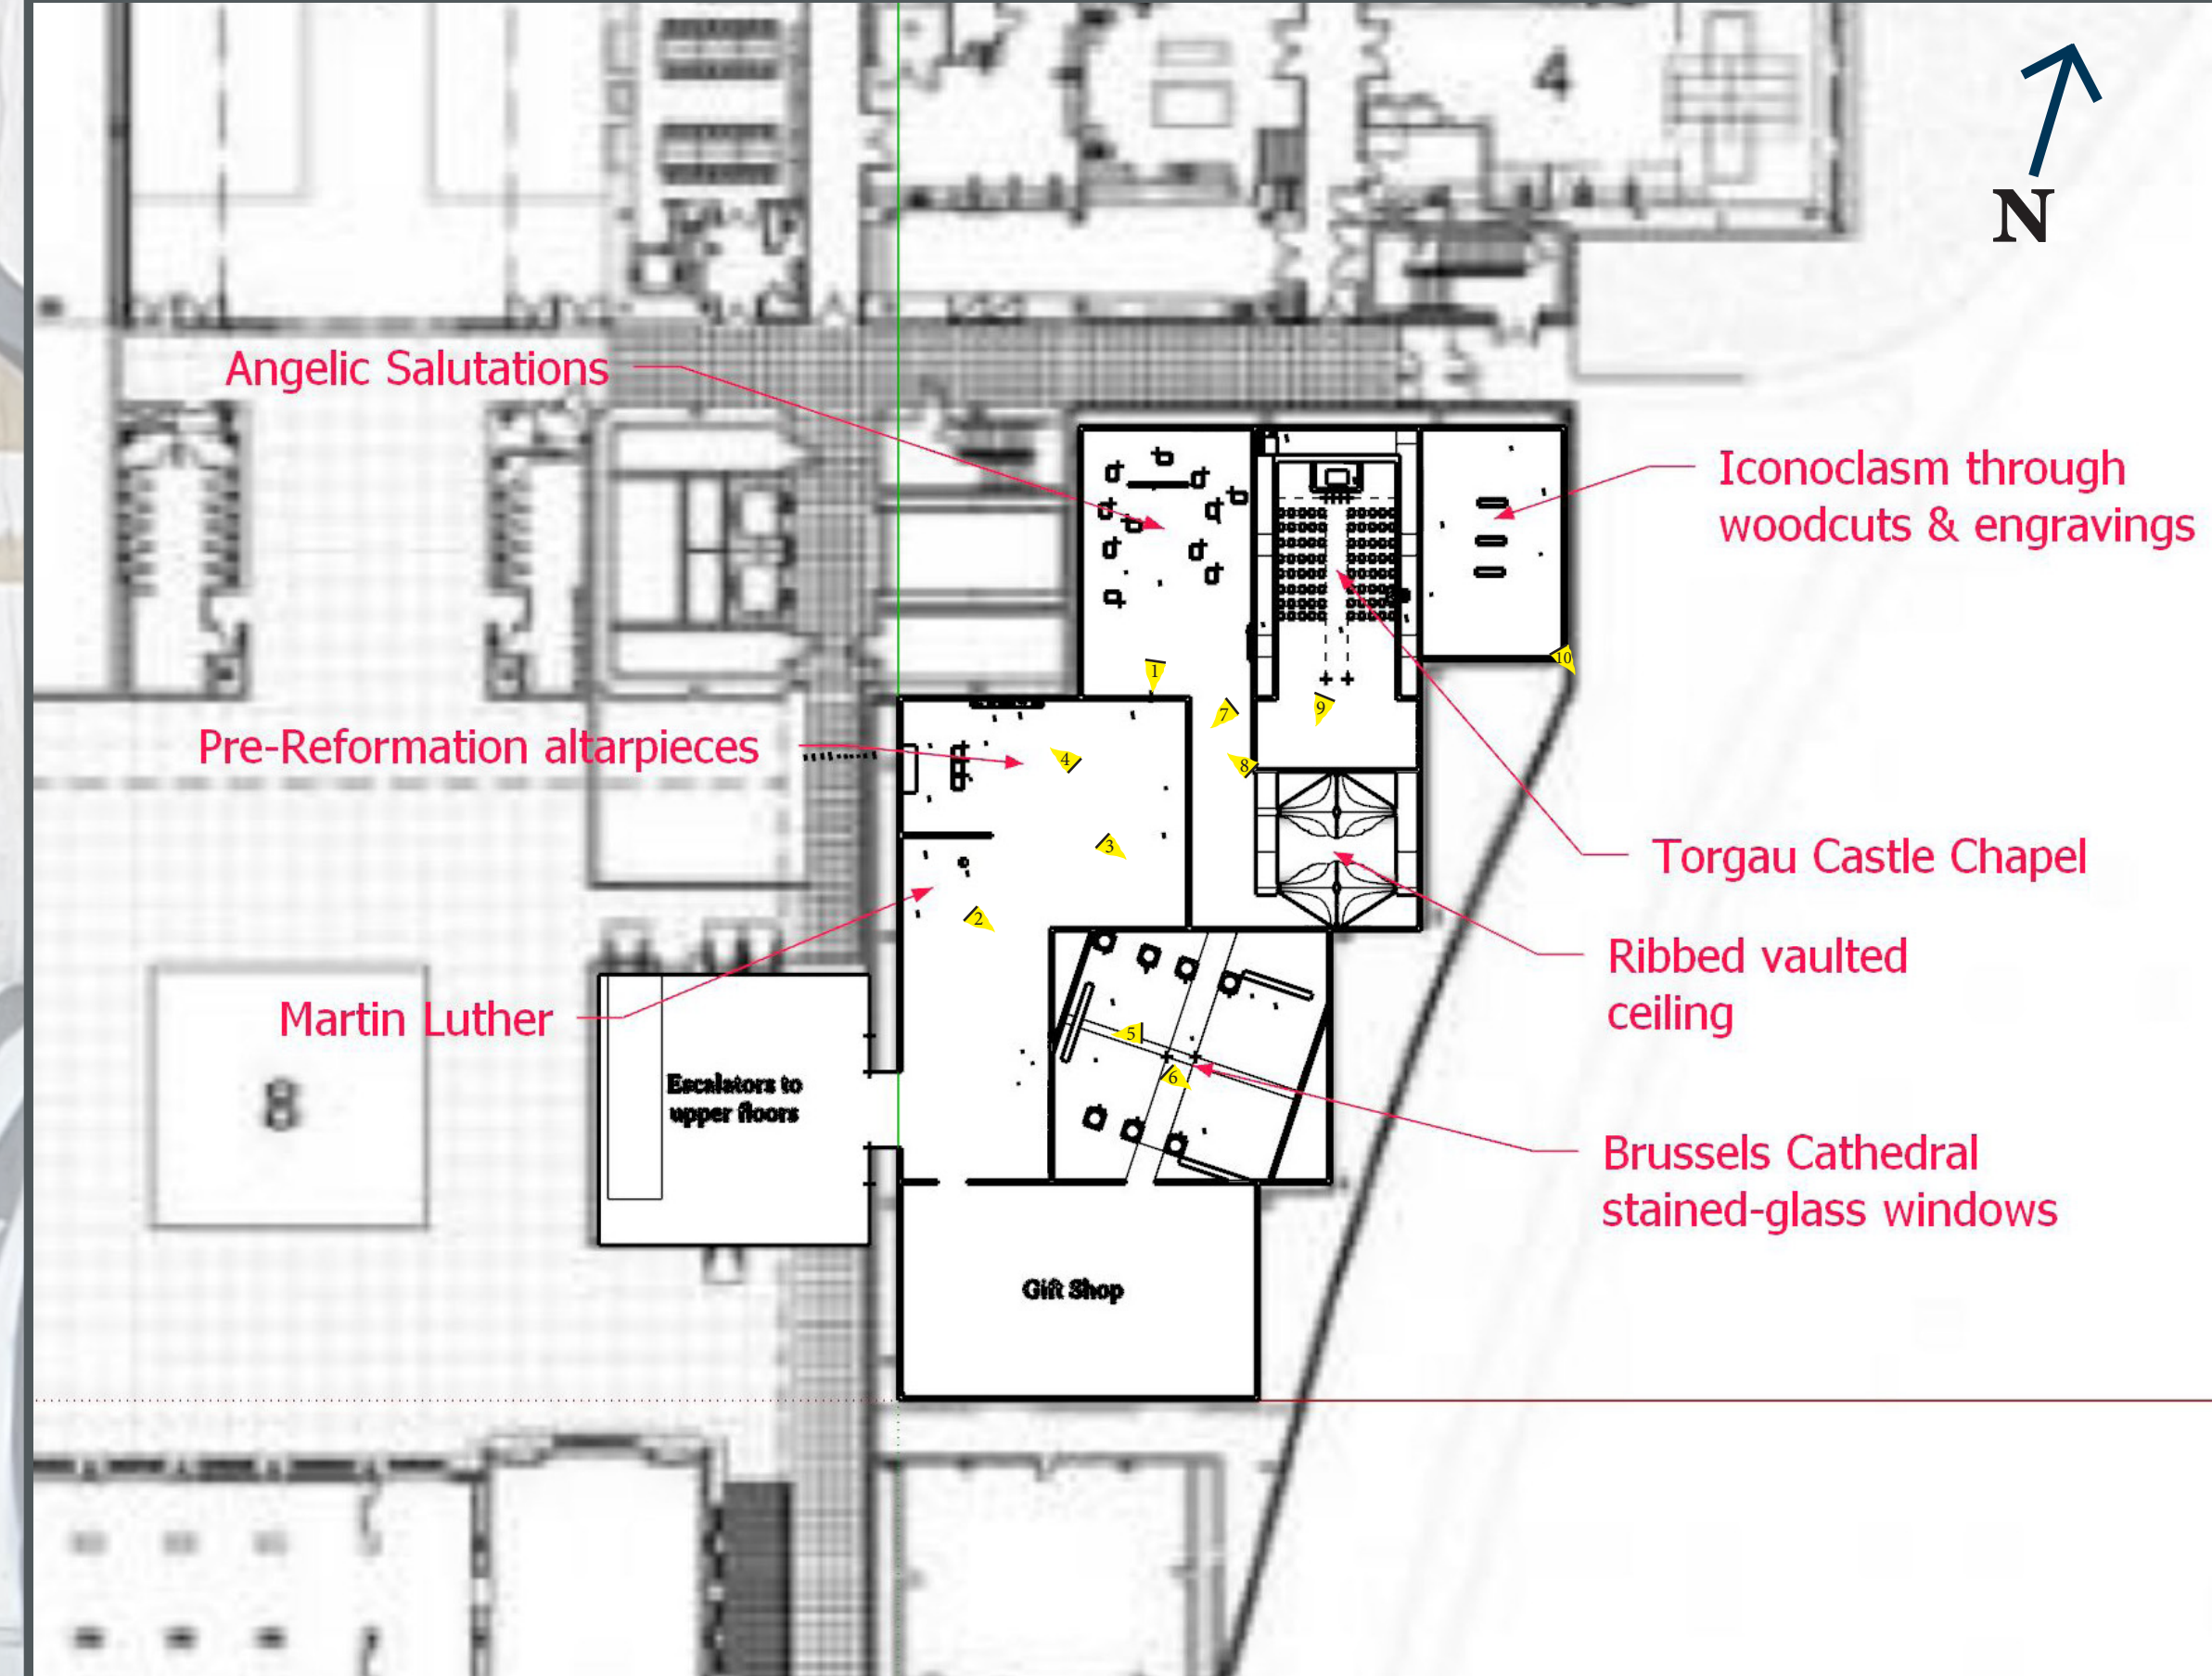 4
N
Angelic Salutations
Iconoclasm through
woodcuts & engravings
1
10
7
9
Pre-Reformation altarpieces
4
8
3
Torgau Castle Chapel
2
Ribbed vaulted
ceiling
Martin Luther
5
Escalators to
upper floors
8
6
Brussels Cathedral
stained-glass windows
Gift Shop